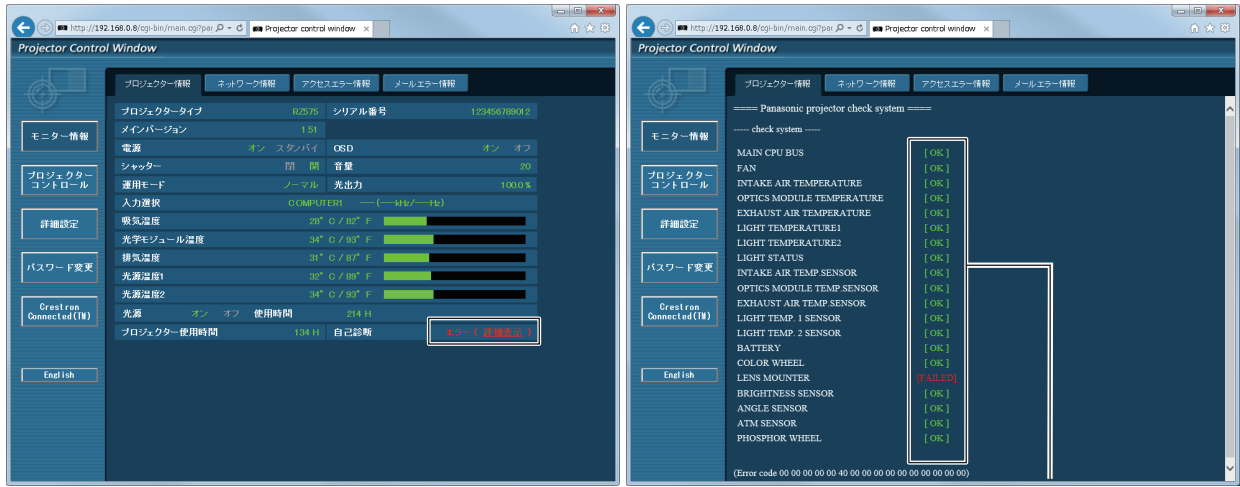 http://192.168.0.8/cgi-bin/main.cgi?par
Projector control window
Projector Control Window
プロジェクター情報 ネットワーク情報 アクセスエラー情報 メールエラー情報
モニター情報
プロジェクター
コントロール
詳細設定
パスワード変更
Crestron
Connected(TM)
English
プロジェクタータイプ RZ575 シリアル番号 123456789012
メインバージョン 1.51
電源 オン スタンバイ OSD オン オフ
シャッター 閉 開 音量 20
運用モード ノーマル 光出力 100.0 %
入力選択 COMPUTER1 ---(---kHz/---Hz)
吸気温度 28° C / 82° F
光学モジュール温度 34° C / 93° F
排気温度 31° C / 87° F
光源温度1 32° C / 89° F
光源温度2 34° C / 93° F
光源 オン オフ 使用時間 214 H
プロジェクター使用時間 134 H 自己診断 エラー ( 詳細表示 )
http://192.168.0.8/cgi-bin/main.cgi?par
Projector control window
Projector Control Window
プロジェクター情報 ネットワーク情報 アクセスエラー情報 メールエラー情報
モニター情報
プロジェクター
コントロール
詳細設定
パスワード変更
Crestron
Connected(TM)
English
==== Panasonic projector check system ====
----- check system -----
MAIN CPU BUS [ OK ]
FAN [ OK ]
INTAKE AIR TEMPERATURE [ OK ]
OPTICS MODULE TEMPERATURE [ OK ]
EXHAUST AIR TEMPERATURE [ OK ]
LIGHT TEMPERATURE1 [ OK ]
LIGHT TEMPERATURE2 [ OK ]
LIGHT STATUS [ OK ]
INTAKE AIR TEMP.SENSOR [ OK ]
OPTICS MODULE TEMP.SENSOR [ OK ]
EXHAUST AIR TEMP.SENSOR [ OK ]
LIGHT TEMP. 1 SENSOR [ OK ]
LIGHT TEMP. 2 SENSOR [ OK ]
BATTERY [ OK ]
COLOR WHEEL [ OK ]
LENS MOUNTER [FAILED]
BRIGHTNESS SENSOR [ OK ]
ANGLE SENSOR [ OK ]
ATM SENSOR [ OK ]
PHOSPHOR WHEEL [ OK ]
(Error code 00 00 00 00 00 40 00 00 00 00 00 00 00 00 00 00)